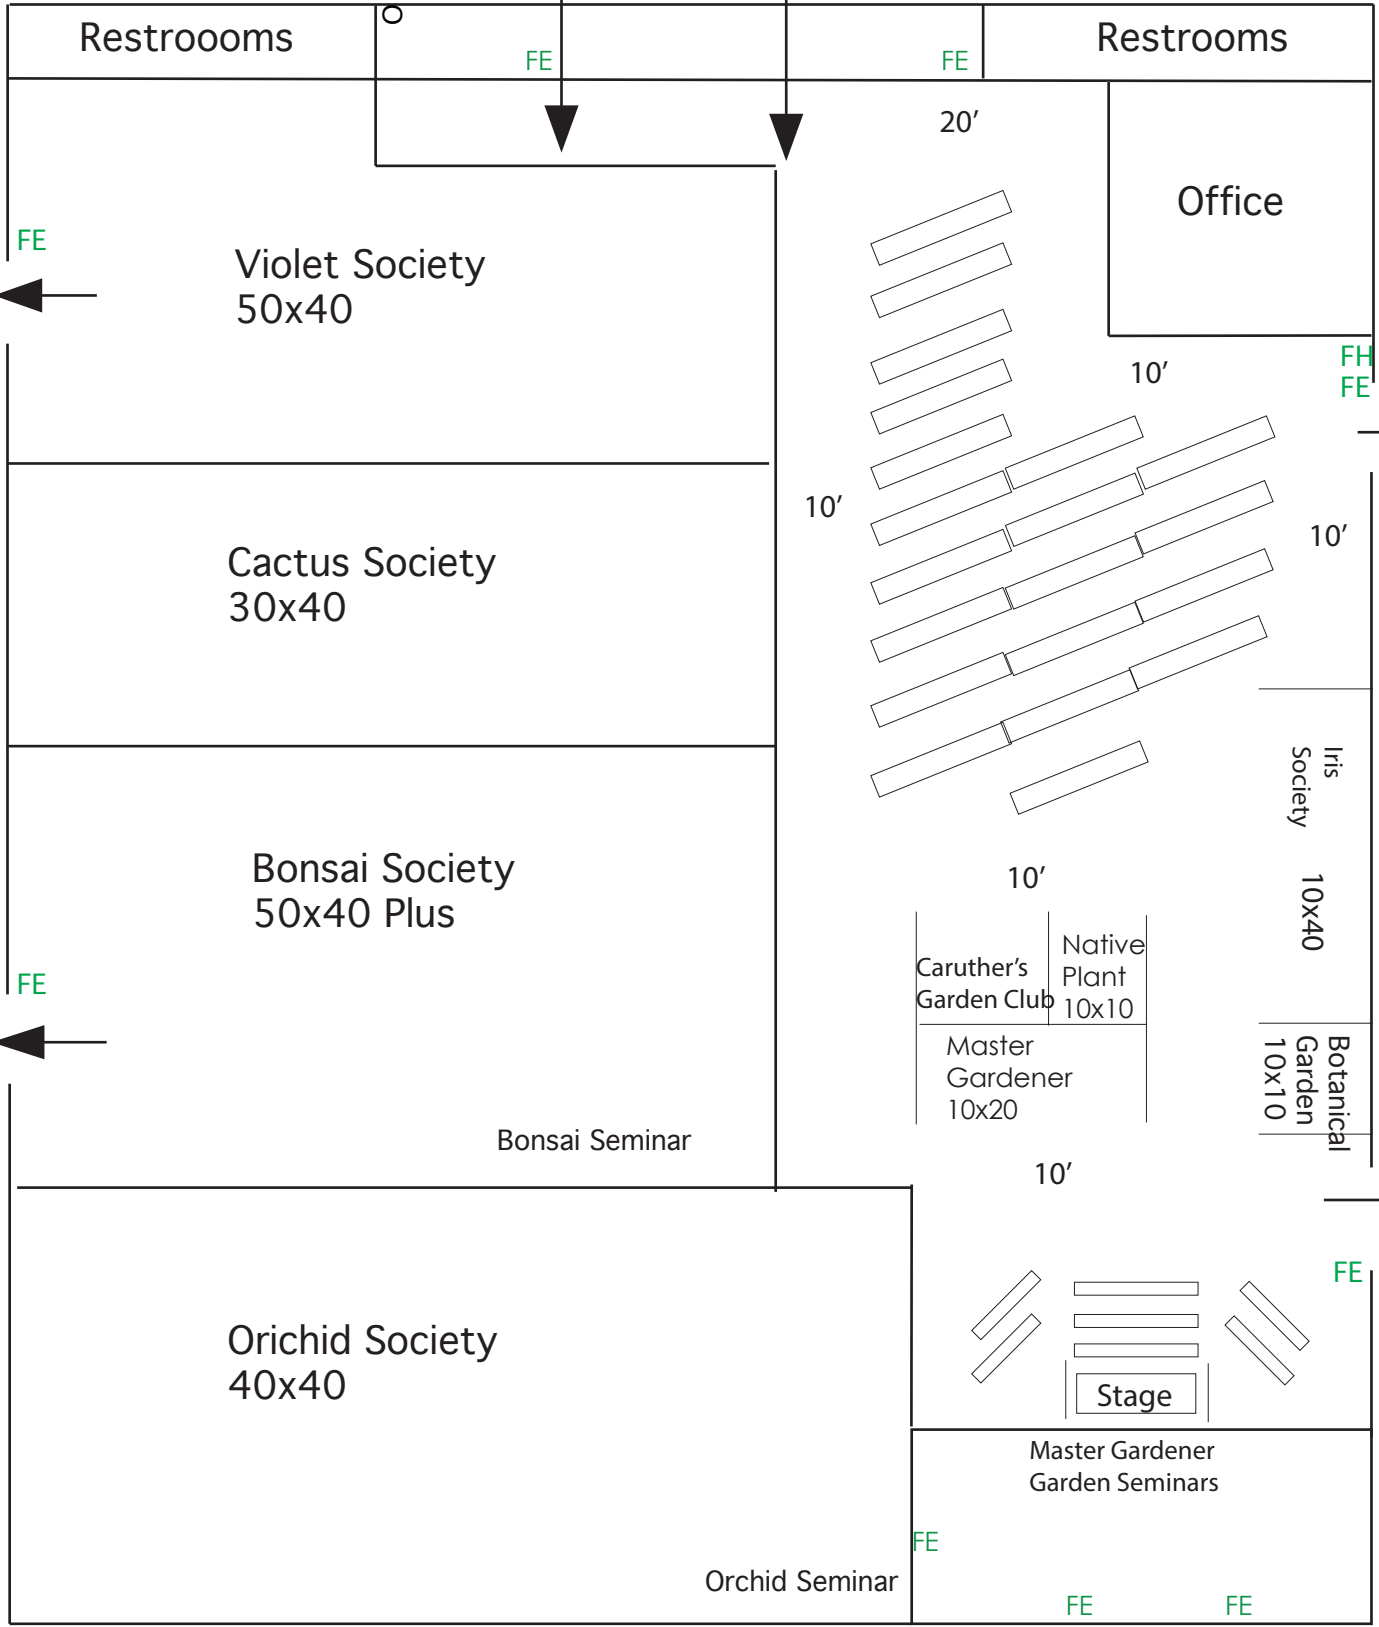 Restroooms
O
FE
FE
Restrooms
20’
Office
FE
Violet Society
50x40
FH
FE
10’
10’
10’
Cactus Society
30x40
Iris
Society
10x40
Bonsai Society
50x40 Plus
10’
FE
Caruther’s
Garden Club
Native
Plant
10x10
Master
Gardener
10x20
Botanical
Garden
10x10
Bonsai Seminar
10’
FE
Orichid Society
40x40
Stage
Master Gardener
Garden Seminars
FE
Orchid Seminar
FE
FE